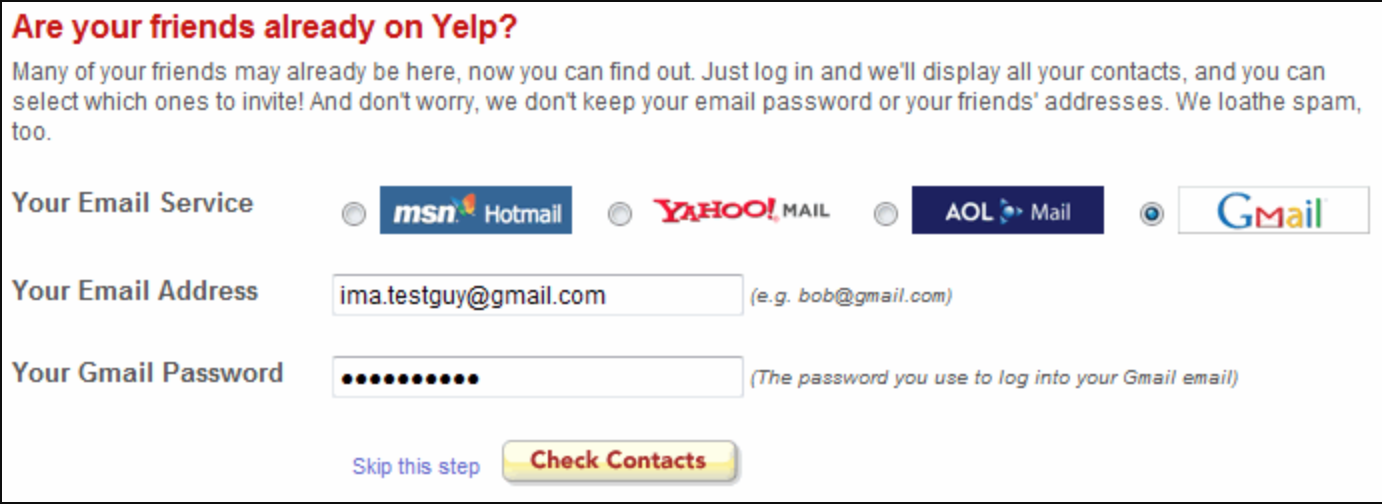 Are your friends already on Yelp?
Many of your friends may already be here, now you can find out. Just log in and we'll display all your contacts, and you can
select which ones to invite! And don't worry, we don't keep your email password or your friends' addresses. We loathe spam,
too.
Your Email Service msn Hotmail YAHOO! MAIL AOL Mail Gmail
Your Email Address ima.testguy@gmail.com (e.g. bob@gmail.com)
Your Gmail Password •••••••••• (The password you use to log into your Gmail email)
Skip this step Check Contacts